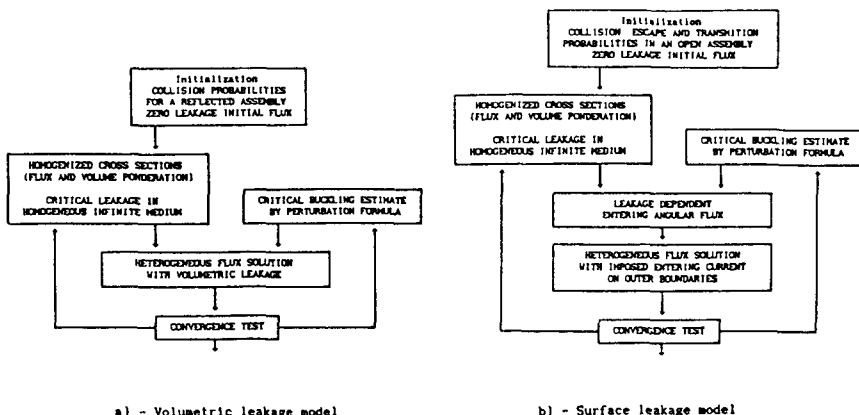 Initialization
COLLISION PROBABILITIES
FOR A REFLECTED ASSEMBLY
ZERO LEAKAGE INITIAL FLUX
HOMOGENIZED CROSS SECTIONS
(FLUX AND VOLUME PONDERATION)
CRITICAL LEAKAGE IN
HOMOGENEOUS INFINITE MEDIUM
CRITICAL BUCKLING ESTIMATE
BY PERTURBATION FORMULA
HETEROGENEOUS FLUX SOLUTION
WITH VOLUMETRIC LEAKAGE
CONVERGENCE TEST
a) - Volumetric leakage model
Initialization
COLLISION ESCAPE AND TRANSMITION
PROBABILITIES IN AN OPEN ASSEMBLY
ZERO LEAKAGE INITIAL FLUX
HOMOGENIZED CROSS SECTIONS
(FLUX AND VOLUME PONDERATION)
CRITICAL LEAKAGE IN
HOMOGENEOUS INFINITE MEDIUM
CRITICAL BUCKLING ESTIMATE
BY PERTURBATION FORMULA
LEAKAGE DEPENDENT
ENTERING ANGULAR FLUX
HETEROGENEOUS FLUX SOLUTION
WITH IMPOSED ENTERING CURRENT
ON OUTER BOUNDARIES
CONVERGENCE TEST
b) - Surface leakage model